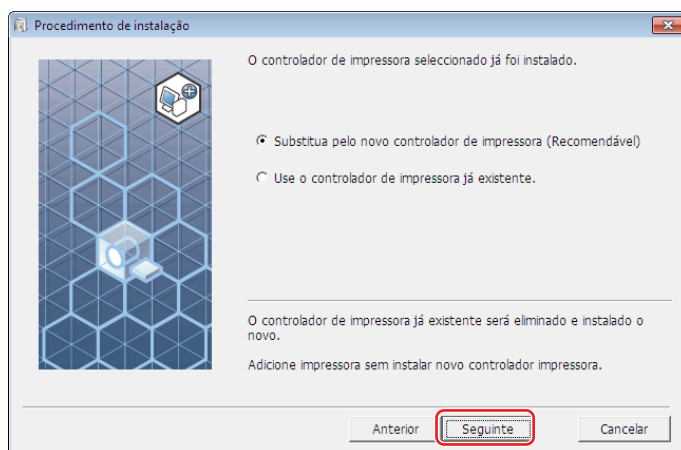 Procedimento de instalação
O controlador de impressora seleccionado já foi instalado.
Substitua pelo novo controlador de impressora (Recomendável)
Use o controlador de impressora já existente.
O controlador de impressora já existente será eliminado e instalado o
novo.
Adicione impressora sem instalar novo controlador impressora.
Anterior
Seguinte
Cancelar